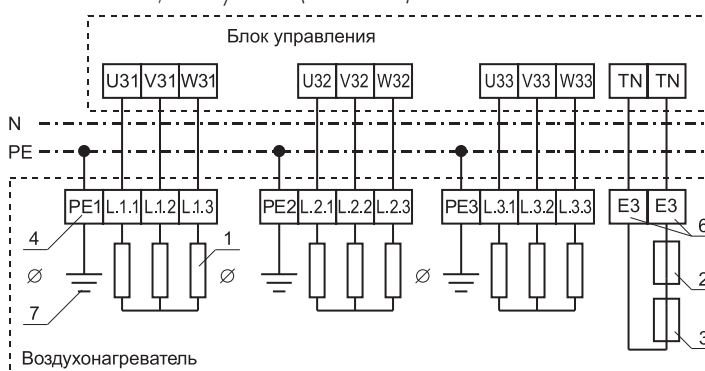 Блок управления
U31 V31 W31 U32 V32 W32 U33 V33 W33 TN TN
N
PE
PE1 L.1.1 L.1.2 L.1.3 PE2 L.2.1 L.2.2 L.2.3 PE3 L.3.1 L.3.2 L.3.3 E3 E3
4 1 6
2
7 3
Воздухонагреватель